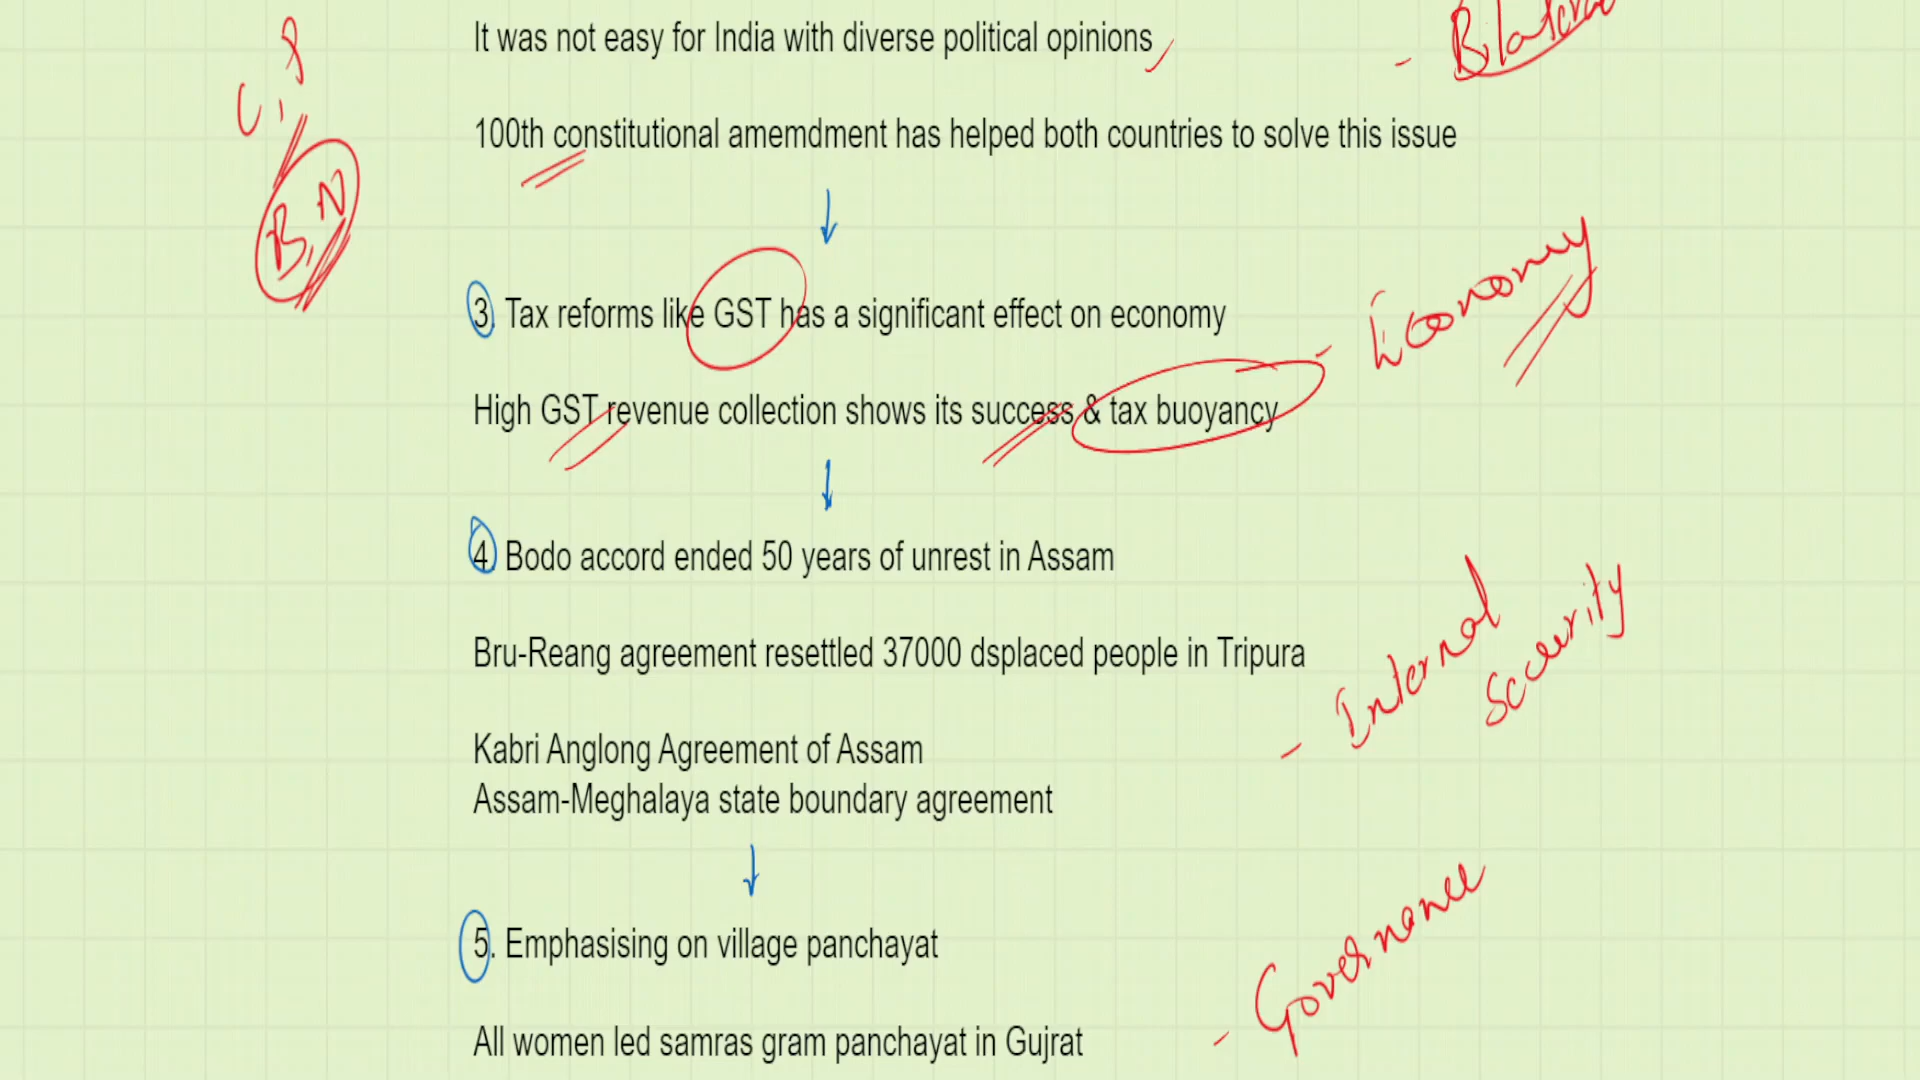 It was not easy for India with diverse political opinions
- Bilateral
C, P
B, N
100th constitutional amemdment has helped both countries to solve this issue
3. Tax reforms like GST has a significant effect on economy
- Economy
High GST revenue collection shows its success & tax buoyancy
4. Bodo accord ended 50 years of unrest in Assam
Bru-Reang agreement resettled 37000 dsplaced people in Tripura
- Internal
security
Kabri Anglong Agreement of Assam
Assam-Meghalaya state boundary agreement
5. Emphasising on village panchayat
- Governance
All women led samras gram panchayat in Gujrat